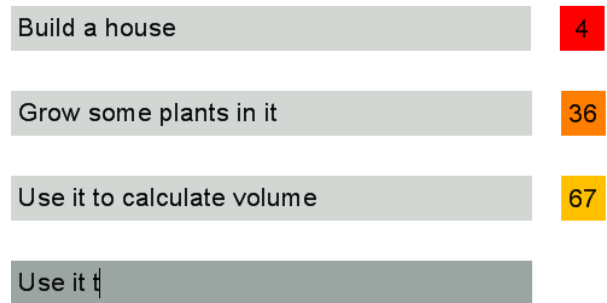 Build a house 4
Grow some plants in it 36
Use it to calculate volume 67
Use it t